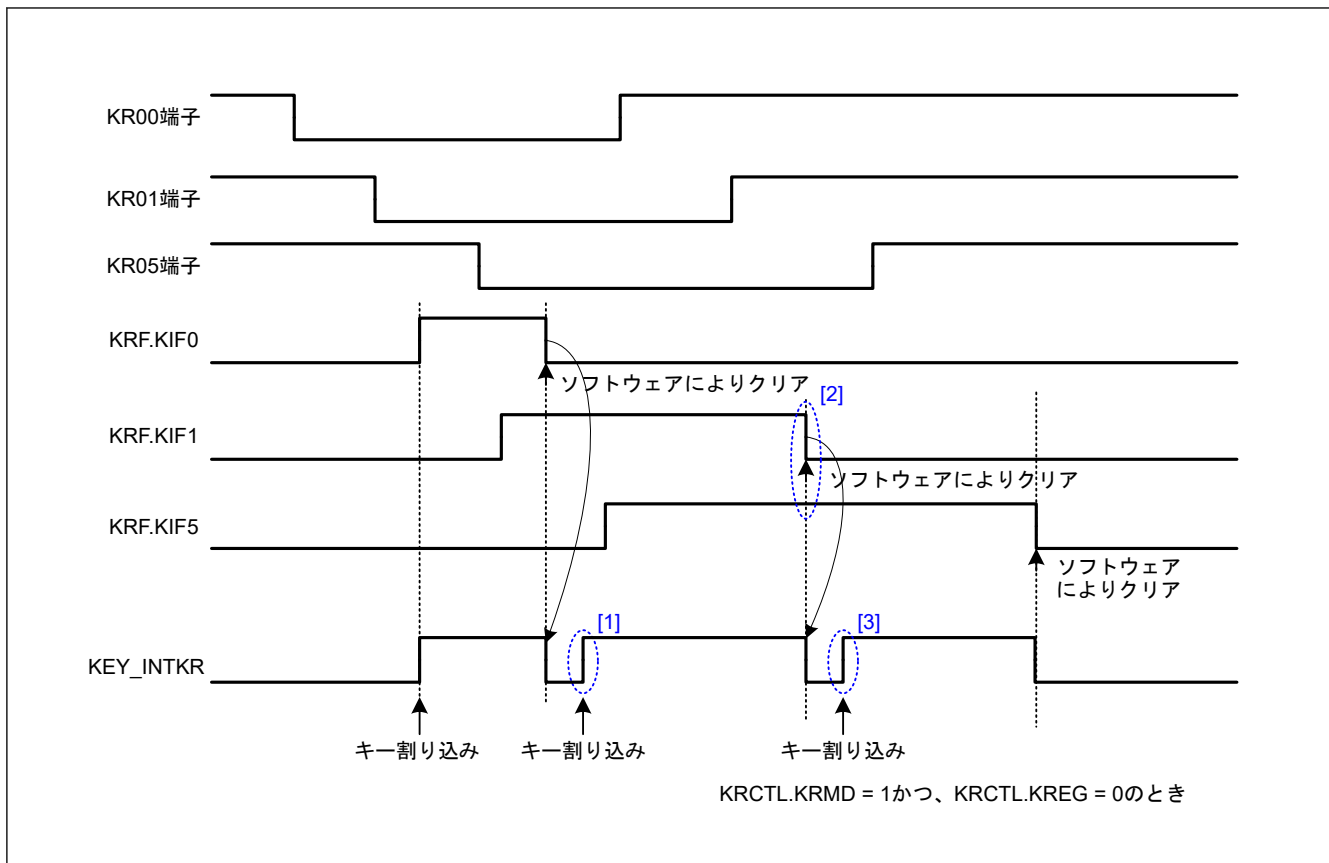 KR00端子
KR01端子
KR05端子
KRF.KIF0
ソフトウェアによりクリア
[2]
KRF.KIF1
ソフトウェアによりクリア
KRF.KIF5
ソフトウェア
によりクリア
[1]
[3]
KEY_INTKR
キー割り込み
キー割り込み
キー割り込み
KRCTL.KRMD = 1かつ、KRCTL.KREG = 0のとき